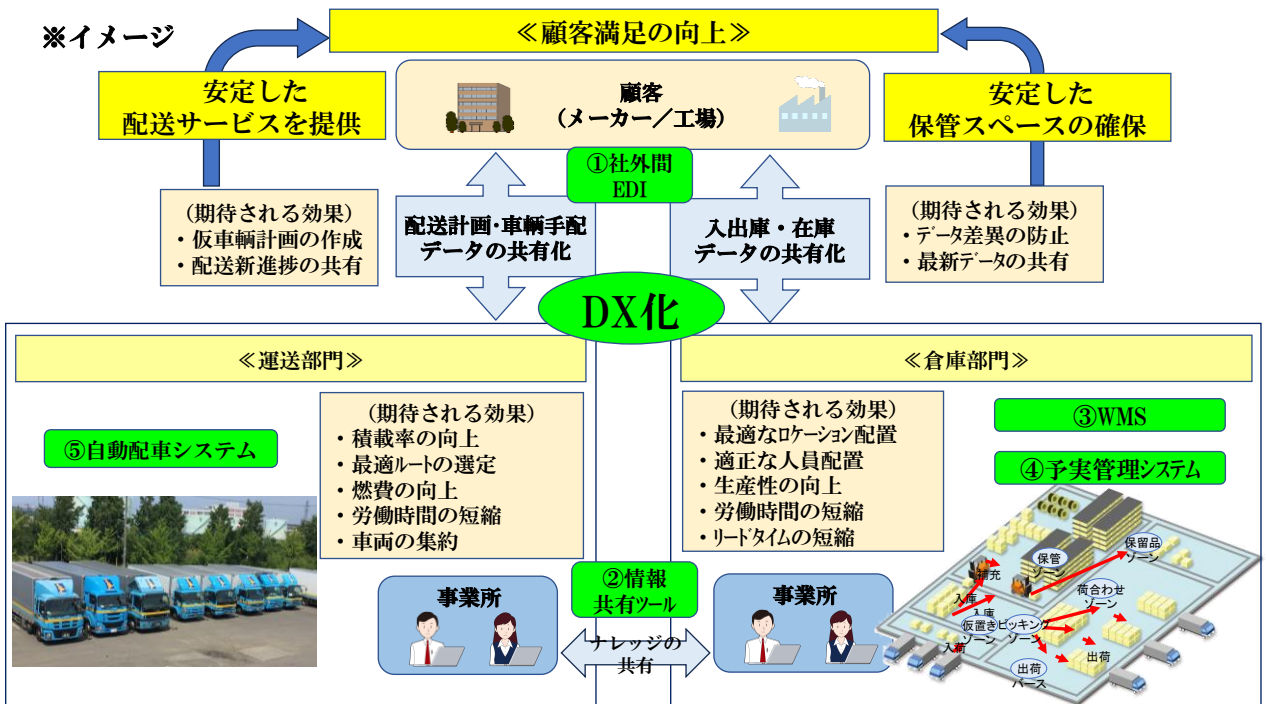 ※イメージ
≪顧客満足の向上≫
安定した
配送サービスを提供
顧客
（メーカー／工場）
安定した
保管スペースの確保
①社外間
EDI
（期待される効果）
・仮車輌計画の作成
・配送新進捗の共有
配送計画･車輌手配
データの共有化
入出庫・在庫
データの共有化
（期待される効果）
・データ差異の防止
・最新データの共有
DX化
≪運送部門≫
≪倉庫部門≫
⑤自動配車システム
（期待される効果）
・積載率の向上
・最適ルートの選定
・燃費の向上
・労働時間の短縮
・車両の集約
（期待される効果）
・最適なロケーション配置
・適正な人員配置
・生産性の向上
・労働時間の短縮
・リードタイムの短縮
③WMS
④予実管理システム
事業所
②情報
共有ツール
事業所
ナレッジの
共有
保管
ゾーン
保留品
ゾーン
補充
荷合わせ
ゾーン
入庫
入庫
仮置き
ゾーン
ピッキング
ゾーン
入荷
出荷
出荷
バース